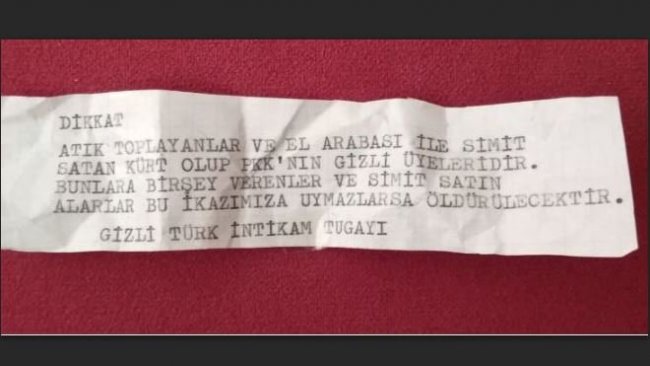 DİKKAT
ATIK TOPLAYANLAR VE EL ARABASI İLE SİMİT
SATAN KÜRT OLUP PKK'NIN GİZLİ ÜYELERİDİR.
BUNLARA BİRŞEY VERENLER VE SİMİT SATIN
ALARLAR BU İKAZIMIZA UYMAZLARSA ÖLDÜRÜLECEKTİR.
GİZLİ TÜRK İNTİKAM TUGAYI